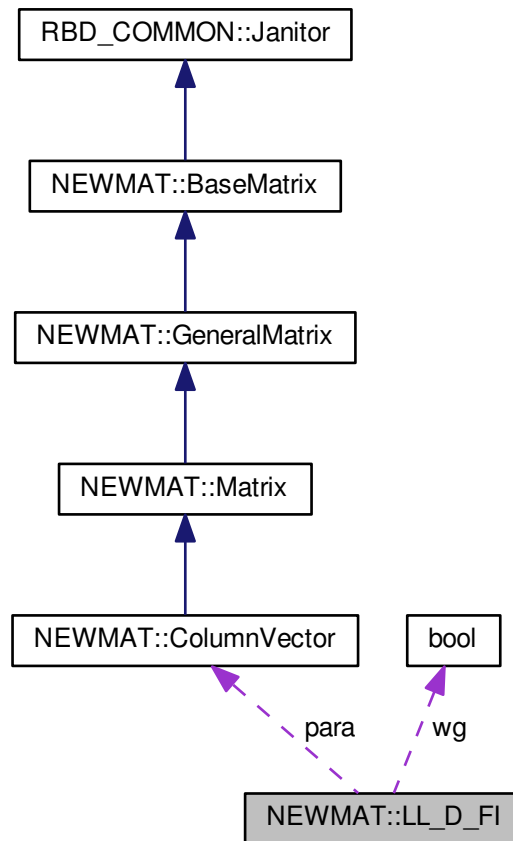 RBD_COMMON::Janitor
NEWMAT::BaseMatrix
NEWMAT::GeneralMatrix
NEWMAT::Matrix
NEWMAT::ColumnVector
bool
para
wg
NEWMAT::LL_D_FI